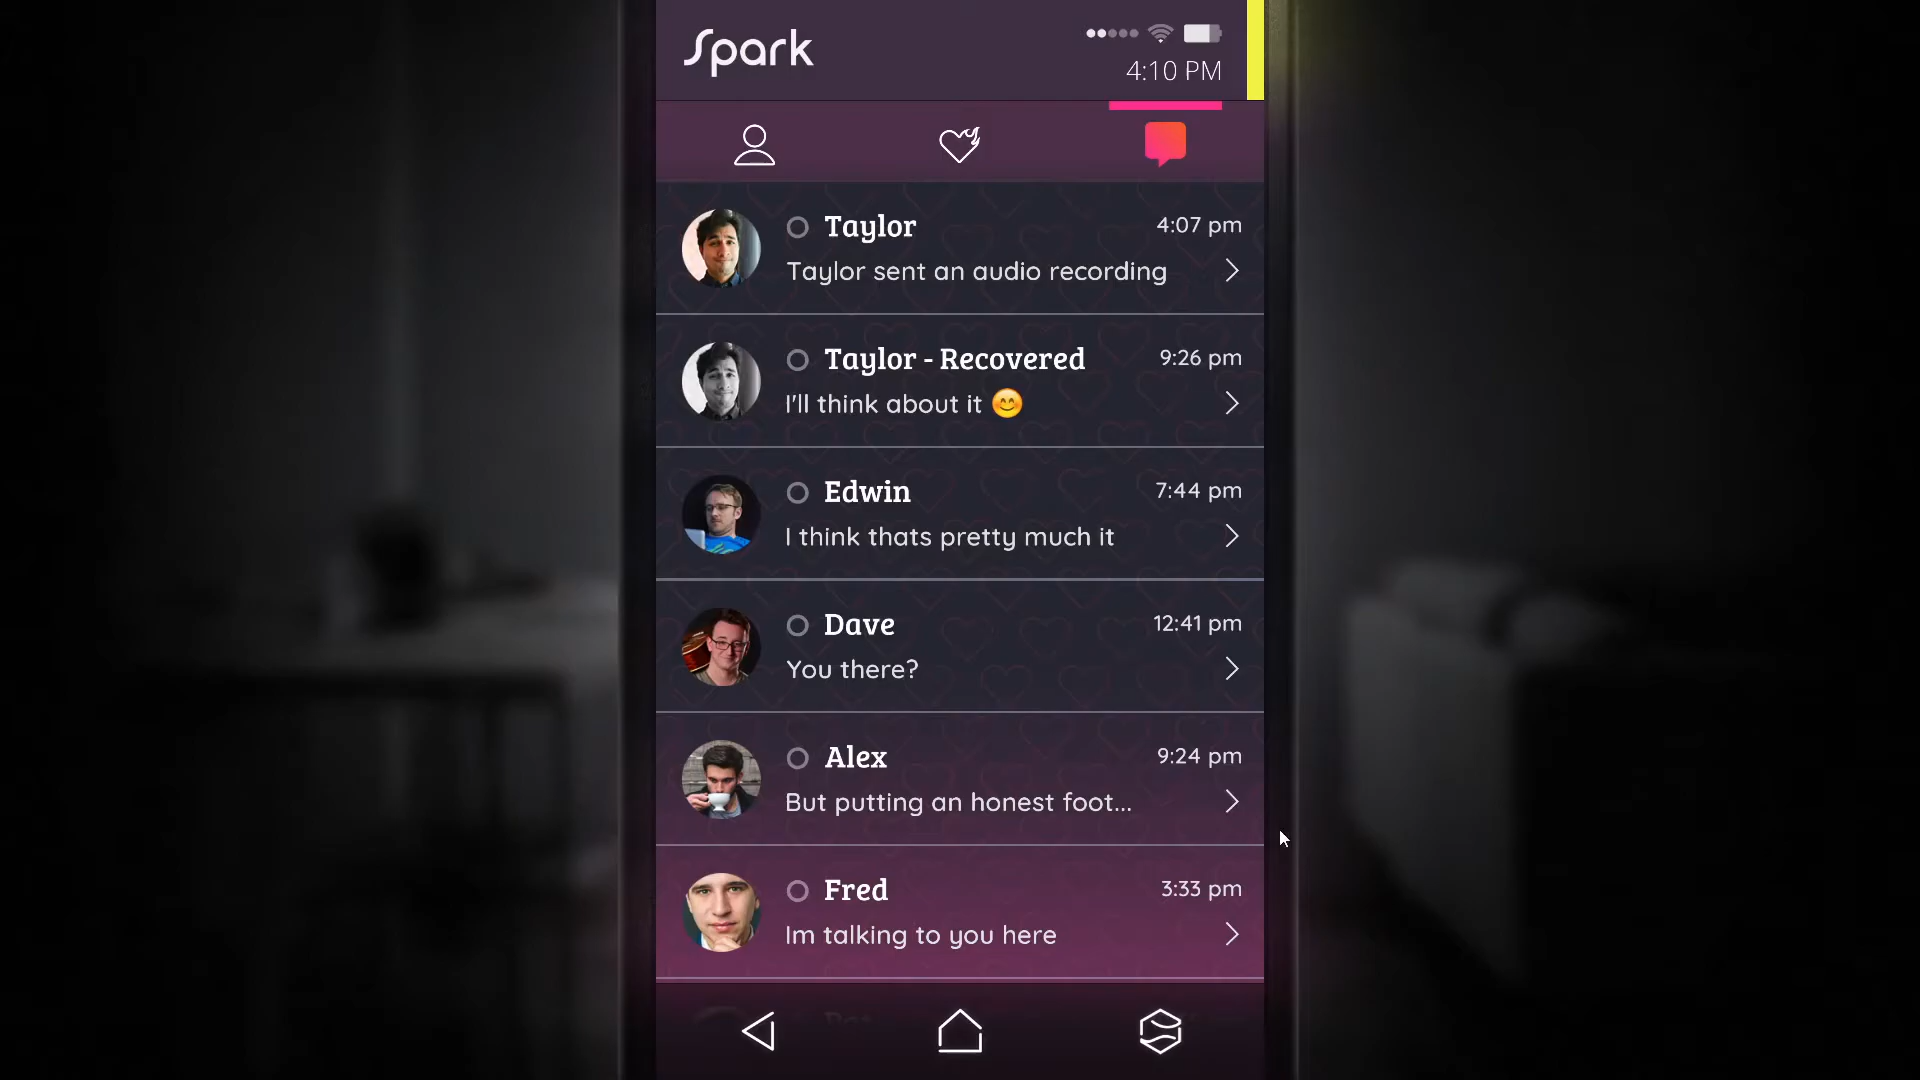 Spark
4:10 PM
Taylor
4:07 pm
Taylor sent an audio recording
Taylor - Recovered
9:26 pm
I'll think about it 😊
Edwin
7:44 pm
I think thats pretty much it
Dave
12:41 pm
You there?
Alex
9:24 pm
But putting an honest foot...
Fred
3:33 pm
Im talking to you here